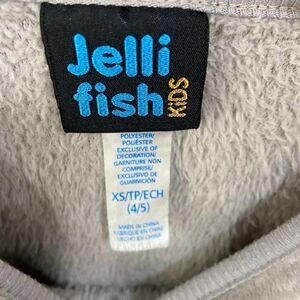 Jelli
fish
KIDS
POLYESTER/
POLIÉSTER
EXCLUSIVE OF
DECORATION/
GARNITURE NON
COMPRISE/
EXCLUSIVO DE
GUARNICIÓN
XS/TP/ECH
(4/5)
MADE IN CHINA
FABRIQUÉ EN CHINE
HECHO EN CHINA